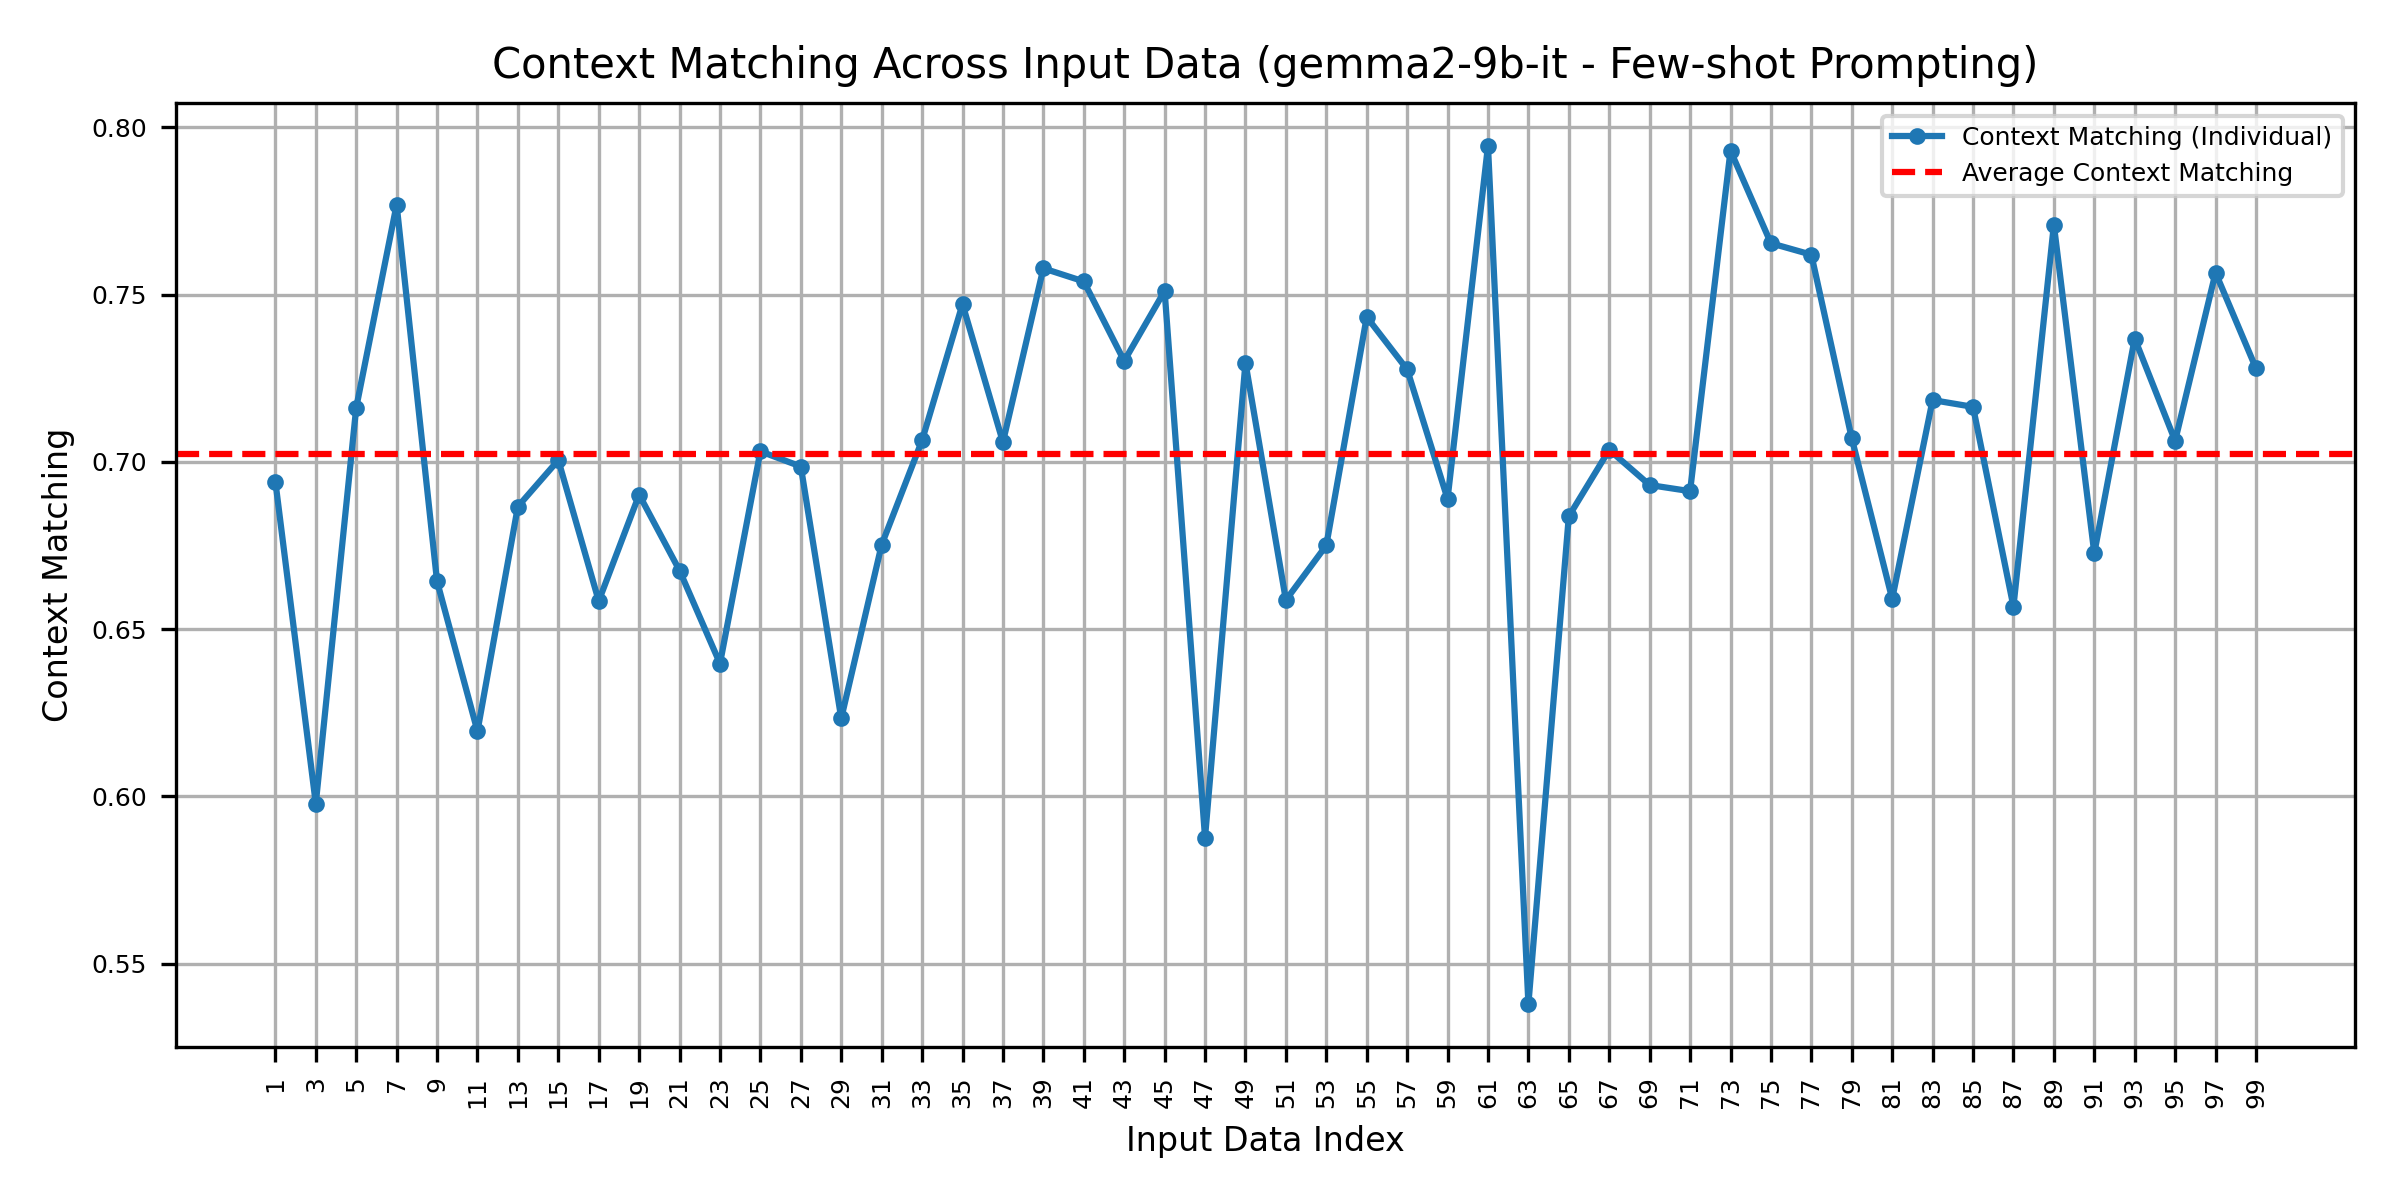 Context Matching Across Input Data (gemma2-9b-it - Few-shot Prompting)
Context Matching (Individual)
Average Context Matching
0.80
0.75
0.70
0.65
0.60
0.55
Context Matching
1 3 5 7 9 11 13 15 17 19 21 23 25 27 29 31 33 35 37 39 41 43 45 47 49 51 53 55 57 59 61 63 65 67 69 71 73 75 77 79 81 83 85 87 89 91 93 95 97 99
Input Data Index